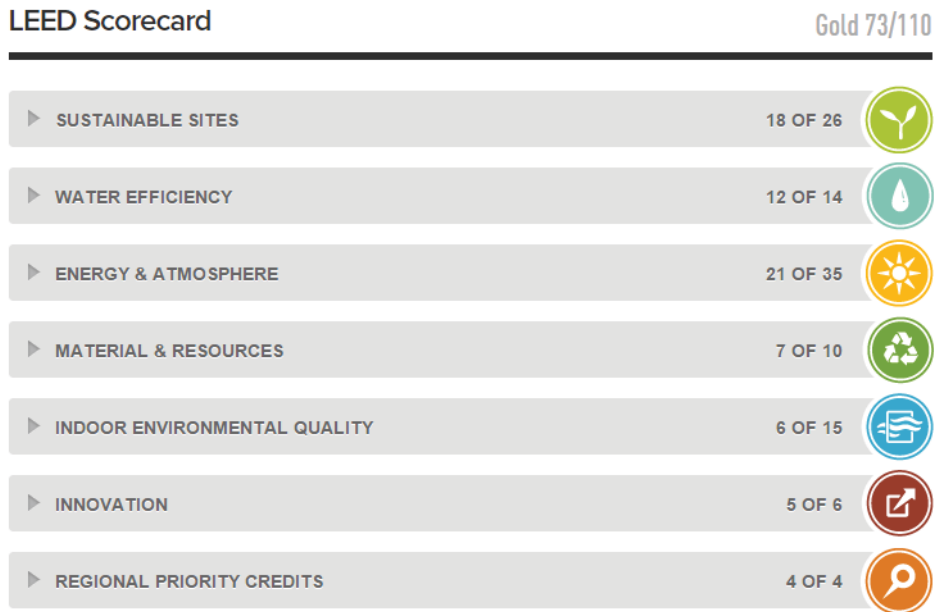 LEED Scorecard
Gold 73/110
SUSTAINABLE SITES 18 OF 26
WATER EFFICIENCY 12 OF 14
ENERGY & ATMOSPHERE 21 OF 35
MATERIAL & RESOURCES 7 OF 10
INDOOR ENVIRONMENTAL QUALITY 6 OF 15
INNOVATION 5 OF 6
REGIONAL PRIORITY CREDITS 4 OF 4